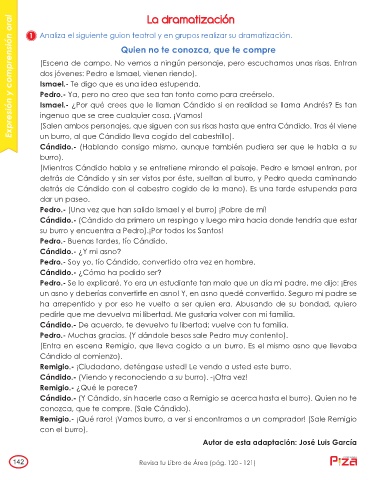 Expresión y comprensión oral
La dramatización
1 Analiza el siguiente guion teatral y en grupos realizar su dramatización.
Quien no te conozca, que te compre
(Escena de campo. No vemos a ningún personaje, pero escuchamos unas risas. Entran
dos jóvenes: Pedro e Ismael, vienen riendo).
Ismael.- Te digo que es una idea estupenda.
Pedro.- Ya, pero no creo que sea tan tonto como para creérselo.
Ismael.- ¿Por qué crees que le llaman Cándido si en realidad se llama Andrés? Es tan
ingenuo que se cree cualquier cosa. ¡Vamos!
(Salen ambos personajes, que siguen con sus risas hasta que entra Cándido. Tras él viene
un burro, al que Cándido lleva cogido del cabestrillo).
Cándido.- (Hablando consigo mismo, aunque también pudiera ser que le habla a su
burro).
(Mientras Cándido habla y se entretiene mirando el paisaje, Pedro e Ismael entran, por
detrás de Cándido y sin ser vistos por éste, sueltan al burro, y Pedro queda caminando
detrás de Cándido con el cabestro cogido de la mano). Es una tarde estupenda para
dar un paseo.
Pedro.- (Una vez que han salido Ismael y el burro) ¡Pobre de mí!
Cándido.- (Cándido da primero un respingo y luego mira hacia donde tendría que estar
su burro y encuentra a Pedro).¡Por todos los Santos!
Pedro.- Buenas tardes, tío Cándido.
Cándido.- ¿Y mi asno?
Pedro.- Soy yo, tío Cándido, convertido otra vez en hombre.
Cándido.- ¿Cómo ha podido ser?
Pedro.- Se lo explicaré. Yo era un estudiante tan malo que un día mi padre, me dijo: ¡Eres
un asno y deberías convertirte en asno! Y, en asno quedé convertido. Seguro mi padre se
ha arrepentido y por eso he vuelto a ser quien era. Abusando de su bondad, quiero
pedirle que me devuelva mi libertad. Me gustaría volver con mi familia.
Cándido.- De acuerdo, te devuelvo tu libertad; vuelve con tu familia.
Pedro.- Muchas gracias. (Y dándole besos sale Pedro muy contento).
(Entra en escena Remigio, que lleva cogido a un burro. Es el mismo asno que llevaba
Cándido al comienzo).
Remigio.- ¡Ciudadano, deténgase usted! Le vendo a usted este burro.
Cándido.- (Viendo y reconociendo a su burro). -¡Otra vez!
Remigio.- ¿Qué le parece?
Cándido.- (Y Cándido, sin hacerle caso a Remigio se acerca hasta el burro). Quien no te
conozca, que te compre. (Sale Cándido).
Remigio.- ¡Qué raro! ¡Vamos burro, a ver si encontramos a un comprador! (Sale Remigio
con el burro).
Autor de esta adaptación: José Luis García
142
Revisa tu Libro de Área (pág. 120 - 121)